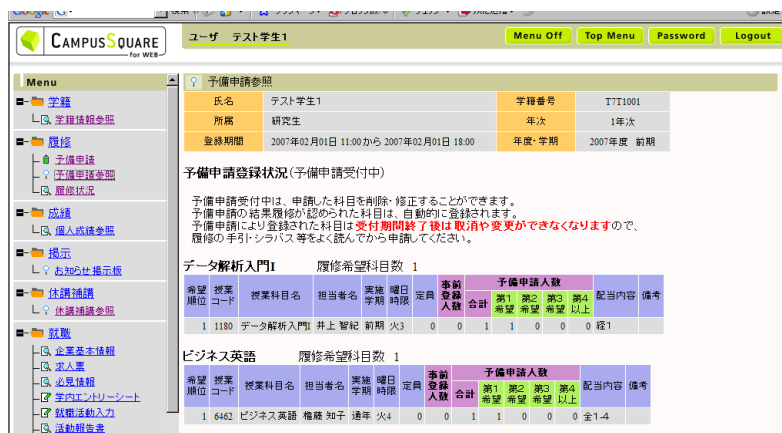 CAMPUSSQUARE
for WEB
ユーザ テスト学生1
Menu Off
Top Menu
Password
Logout
Menu
学籍
学籍情報参照
履修
予備申請
予備申請参照
履修状況
成績
個人成績参照
掲示
お知らせ掲示板
休講補講
休講補講参照
就職
企業基本情報
求人票
必見情報
学内エントリーシート
就職活動入力
活動報告書
予備申請参照
氏名 テスト学生1 学籍番号 T7T1001
所属 研究生 年次 1年次
登録期間 2007年02月01日 11:00から 2007年02月01日 18:00 年度・学期 2007年度 前期
予備申請登録状況(予備申請受付中)
予備申請受付中は、申請した科目を削除・修正することができます。
予備申請の結果履修が認められた科目は、自動的に登録されます。
予備申請により登録された科目は受付期間終了後は取消や変更ができなくなりますので、
履修の手引・シラバス等をよく読んでから申請してください。
データ解析入門I 履修希望科目数 1
希望順位 授業コード 授業科目名 担当者名 実施学期 曜日時限 定員 事前登録人数 予備申請人数 合計 第1希望 第2希望 第3希望 第4以上 配当内容 備考
1 1180 データ解析入門I 井上 智紀 前期 火3 0 0 1 1 0 0 0 経1
ビジネス英語 履修希望科目数 1
希望順位 授業コード 授業科目名 担当者名 実施学期 曜日時限 定員 事前登録人数 予備申請人数 合計 第1希望 第2希望 第3希望 第4以上 配当内容 備考
1 6462 ビジネス英語 権藤 知子 通年 火4 0 0 1 1 0 0 0 全1-4